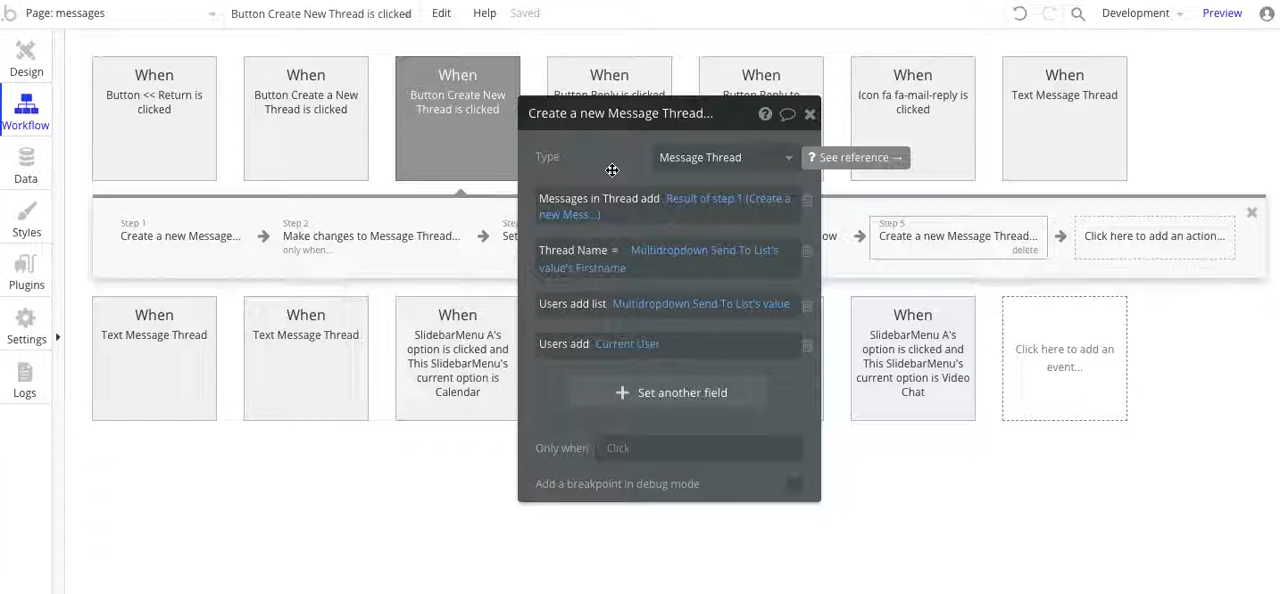 Page: messages
Button Create New Thread is clicked
Edit
Help
Saved
Development
Preview
Design
Workflow
Data
Styles
Plugins
Settings
Logs
When
Button << Return is
clicked
When
Button Create a New
Thread is clicked
When
Button Create New
Thread is clicked
When
Button Reply is clicked
When
Button Reply to
When
Icon fa fa-mail-reply is
clicked
When
Text Message Thread
Create a new Message Thread...
Type
Message Thread
? See reference →
Messages in Thread add Result of step 1 (Create a
new Mess...)
Thread Name = Multidropdown Send To List's
value's Firstname
Users add list Multidropdown Send To List's value
Users add Current User
Set another field
Only when
Click
Add a breakpoint in debug mode
Step 1
Create a new Message...
Step 2
Make changes to Message Thread...
only when...
Step 5
Create a new Message Thread...
delete
Click here to add an action...
When
Text Message Thread
When
Text Message Thread
When
SlidebarMenu A's
option is clicked and
This SlidebarMenu's
current option is
Calendar
When
SlidebarMenu A's
option is clicked and
This SlidebarMenu's
current option is Video
Chat
Click here to add an
event...